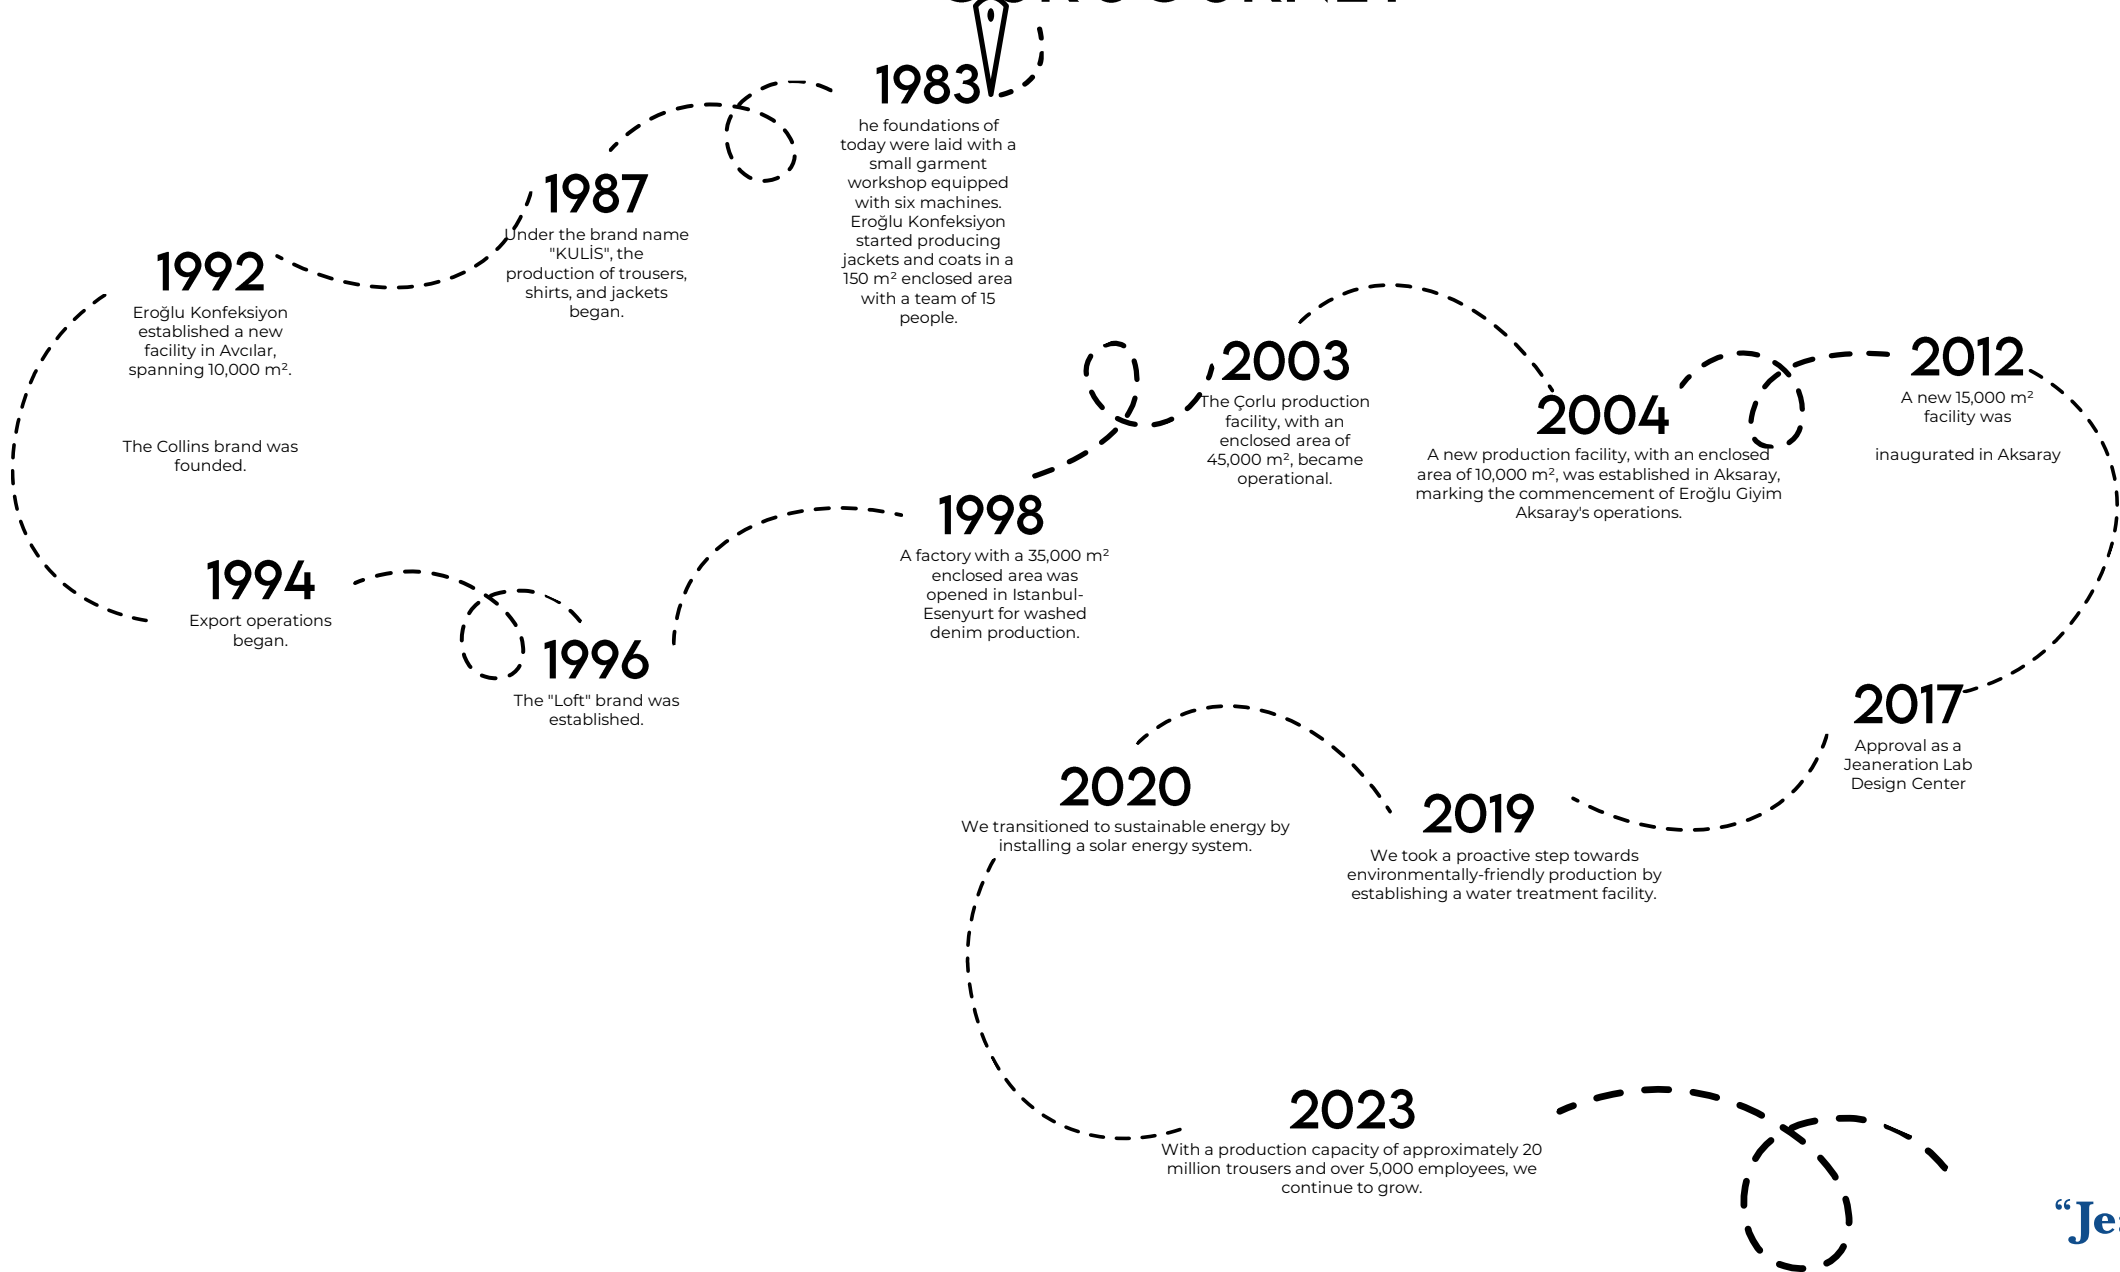 1983
he foundations of
today were laid with a
small garment
workshop equipped
with six machines.
Eroğlu Konfeksiyon
started producing
jackets and coats in a
150 m² enclosed area
with a team of 15
people.
1987
Under the brand name
"KULİS", the
production of trousers,
shirts, and jackets
began.
1992
Eroğlu Konfeksiyon
established a new
facility in Avcılar,
spanning 10,000 m².
The Collins brand was
founded.
1994
Export operations
began.
1996
The "Loft" brand was
established.
1998
A factory with a 35,000 m²
enclosed area was
opened in Istanbul-
Esenyurt for washed
denim production.
2003
The Çorlu production
facility, with an
enclosed area of
45,000 m², became
operational.
2004
A new production facility, with an enclosed
area of 10,000 m², was established in Aksaray,
marking the commencement of Eroğlu Giyim
Aksaray's operations.
2012
A new 15,000 m²
facility was
inaugurated in Aksaray
2017
Approval as a
Jeaneration Lab
Design Center
2019
We took a proactive step towards
environmentally-friendly production by
establishing a water treatment facility.
2020
We transitioned to sustainable energy by
installing a solar energy system.
2023
With a production capacity of approximately 20
million trousers and over 5,000 employees, we
continue to grow.